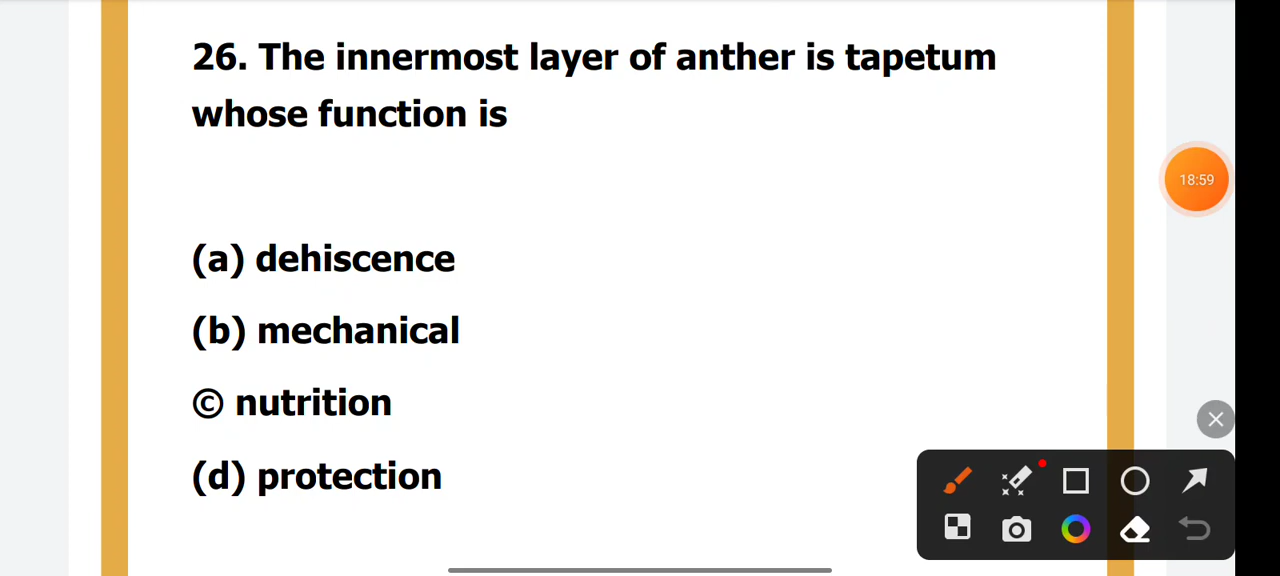 26. The innermost layer of anther is tapetum
whose function is
18:59
(a) dehiscence
(b) mechanical
© nutrition
(d) protection